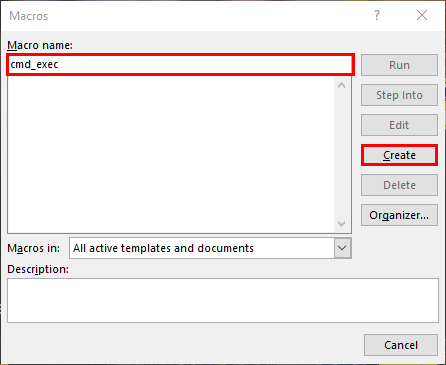 Macros
?
Macro name:
cmd_exec
Run
Step Into
Edit
Create
Delete
Organizer...
Macros in: All active templates and documents
Description:
Cancel